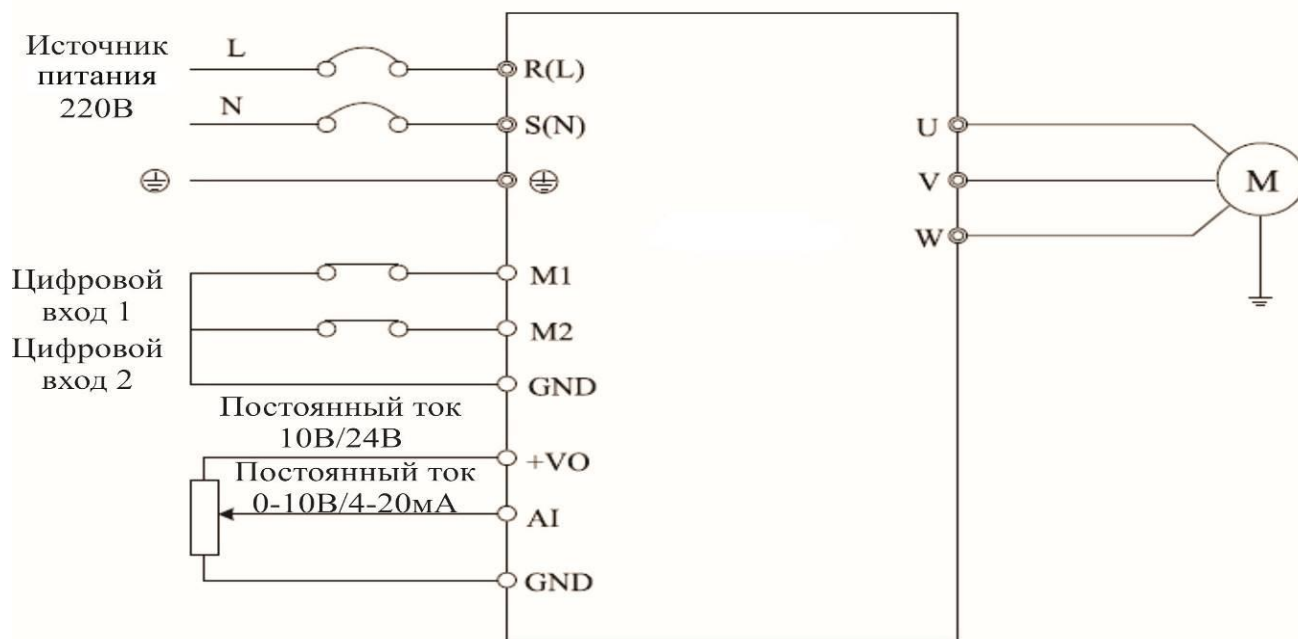 Источник
питания
220В
L
R(L)
N
S(N)
U
V
W
M
M1
Цифровой
вход 1
M2
Цифровой
вход 2
GND
Постоянный ток
10В/24В
+VO
Постоянный ток
0-10В/4-20мА
AI
GND